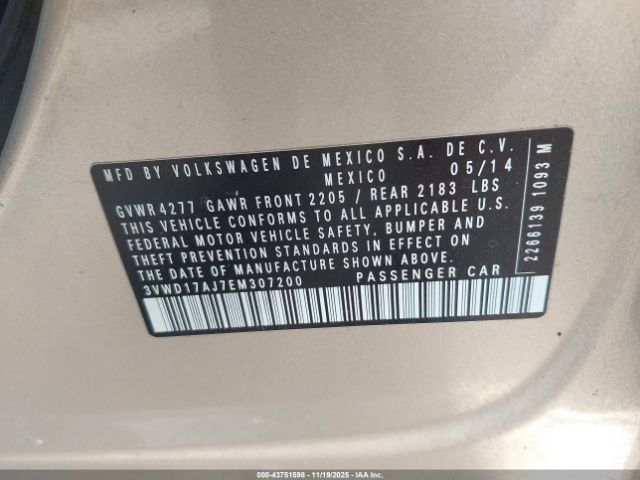 MFD BY VOLKSWAGEN DE MEXICO S.A. DE C.V.
MEXICO 05/14
GVWR 4277 GAWR FRONT 2205 / REAR 2183 LBS
THIS VEHICLE CONFORMS TO ALL APPLICABLE U.S.
FEDERAL MOTOR VEHICLE SAFETY, BUMPER AND
THEFT PREVENTION STANDARDS IN EFFECT ON
THE DATE OF MANUFACTURE SHOWN ABOVE.
3VWD17AJ7EM307200 PASSENGER CAR
2266139 1093 M
000-43751598 - 11/19/2025 - IAA Inc.